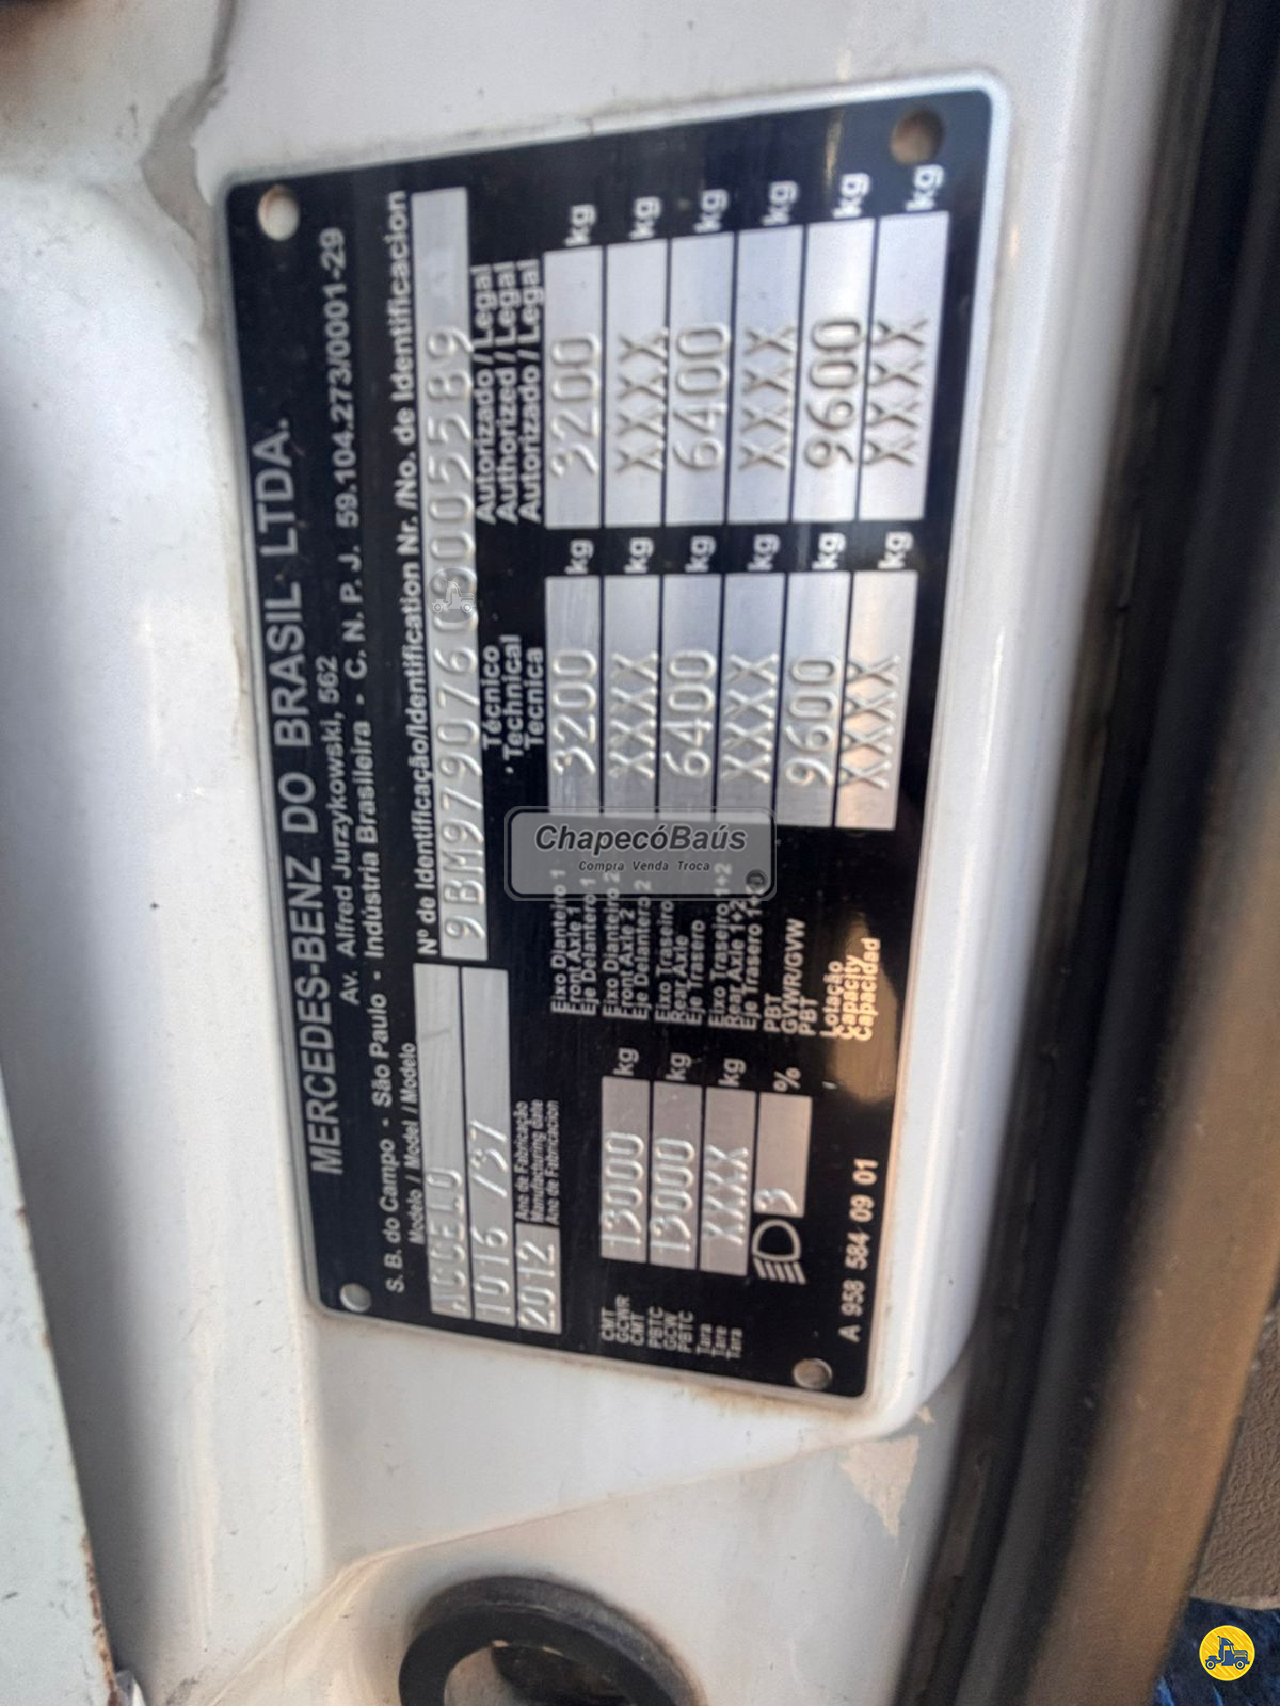 MERCEDES-BENZ DO BRASIL LTDA.
Av. Alfred Jurzykowski, 562
S. B. do Campo - São Paulo - Indústria Brasileira - C. N. P. J. 59.104.273/0001-29
Modelo / Model / Modelo
Nº de Identificação/Identification Nr. /No. de Identificacion
MODELO
9BM979076CS005589
1016 /37
2012
Ano de Fabricação
Manufacturing date
Ano de Fabricacion
Técnico
Technical
Tecnica
Autorizado / Legal
Authorized / Legal
Autorizado / Legal
CMT
GCWR
CMT
13000 kg
PBTC
GCW
PBTC
13000 kg
Tara
Tare
Tara
XXXX kg
3 %
Eixo Dianteiro 1
Front Axle 1
Eje Delantero 1
3200 kg
3200 kg
Eixo Dianteiro 2
Front Axle 2
Eje Delantero 2
XXXX kg
XXXX kg
Eixo Traseiro
Rear Axle
Eje Trasero
6400 kg
6400 kg
Eixo Traseiro 1+2
Rear Axle 1+2
Eje Trasero
XXXX kg
XXXX kg
PBT
GVWR/GVW
PBT
9600 kg
9600 kg
Lotação
Capacity
Capacidad
XXXX kg
XXXX kg
A 958 584 09 01
ChapecóBaús
Compra Venda Troca